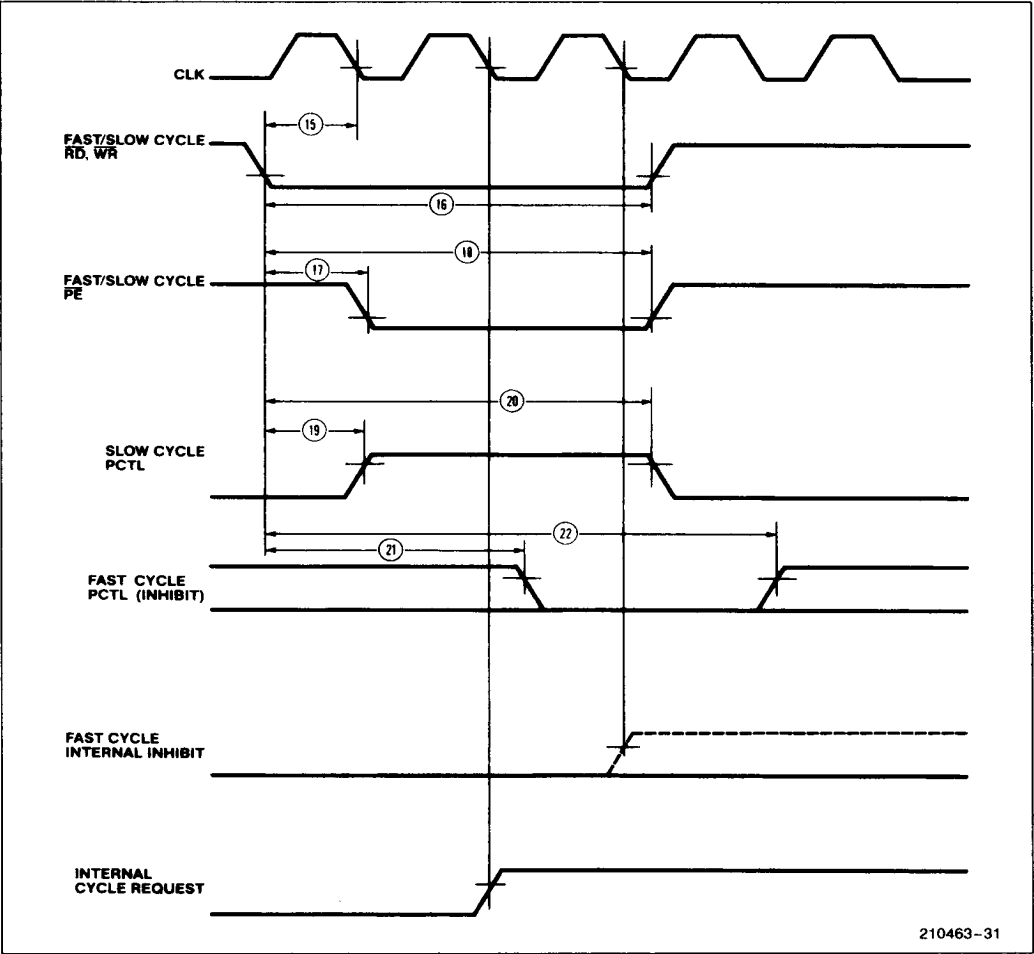 CLK
15
FAST/SLOW CYCLE
RD, WR
16
18
17
FAST/SLOW CYCLE
PE
20
19
SLOW CYCLE
PCTL
22
21
FAST CYCLE
PCTL (INHIBIT)
FAST CYCLE
INTERNAL INHIBIT
INTERNAL
CYCLE REQUEST
210463-31